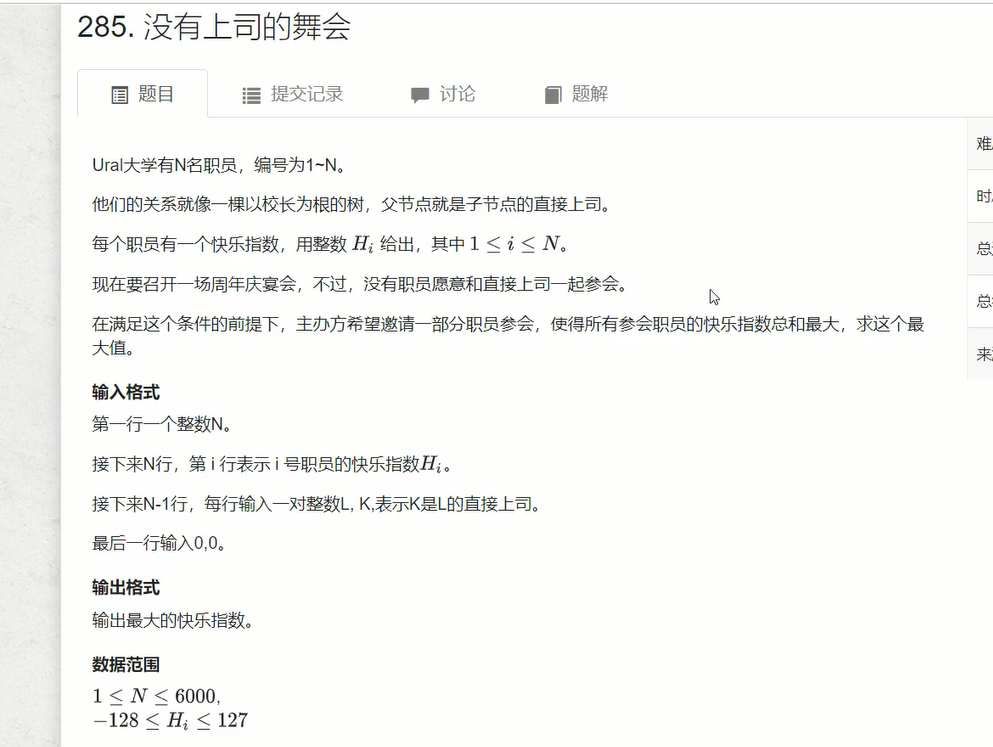 285. 没有上司的舞会
题目 提交记录 讨论 题解
Ural大学有N名职员，编号为1~N。
他们的关系就像一棵以校长为根的树，父节点就是子节点的直接上司。
每个职员有一个快乐指数，用整数 Hi 给出，其中 1 ≤ i ≤ N。
现在要召开一场周年庆宴会，不过，没有职员愿意和直接上司一起参会。
在满足这个条件的前提下，主办方希望邀请一部分职员参会，使得所有参会职员的快乐指数总和最大，求这个最
大值。
输入格式
第一行一个整数N。
接下来N行，第 i 行表示 i 号职员的快乐指数Hi。
接下来N-1行，每行输入一对整数L, K,表示K是L的直接上司。
最后一行输入0,0。
输出格式
输出最大的快乐指数。
数据范围
1 ≤ N ≤ 6000,
−128 ≤ Hi ≤ 127
难
时
总
总
来